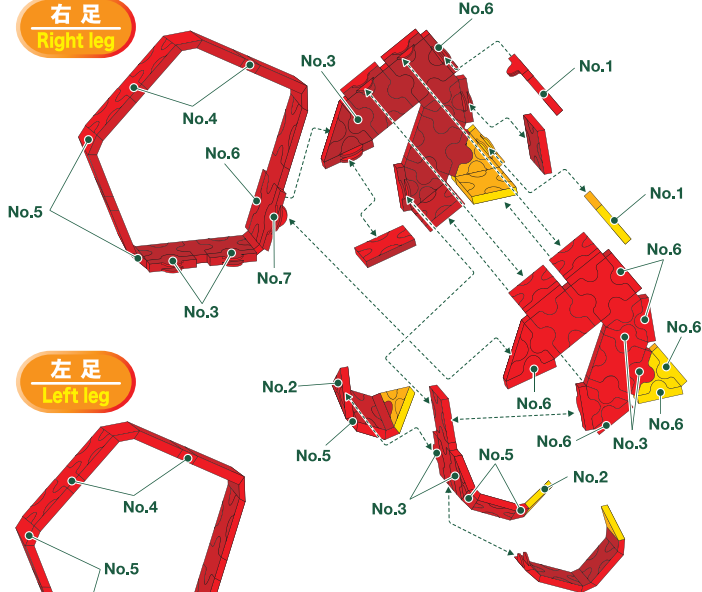 右足
Right leg
No.6
No.3
No.1
No.4
No.6
No.1
No.5
No.6
No.7
No.3
No.6
左足
Left leg
No.2
No.6
No.5
No.6
No.3
No.6
No.5
No.2
No.3
No.4
No.5